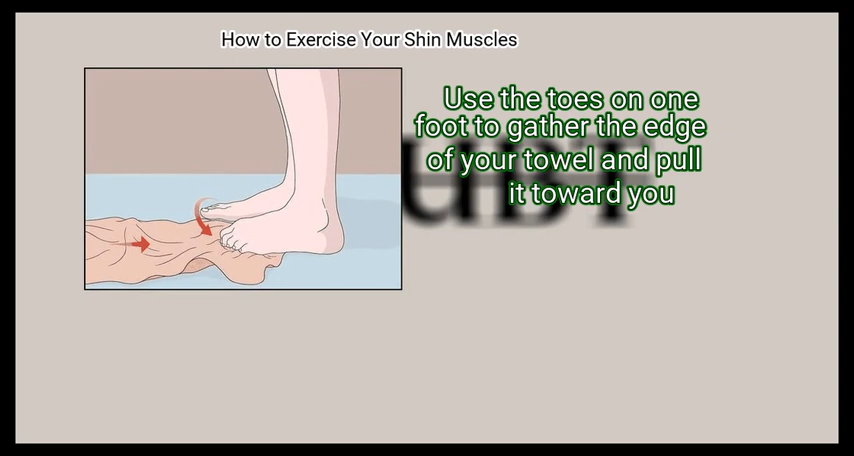 How to Exercise Your Shin Muscles
Use the toes on one
foot to gather the edge
of your towel and pull
it toward you